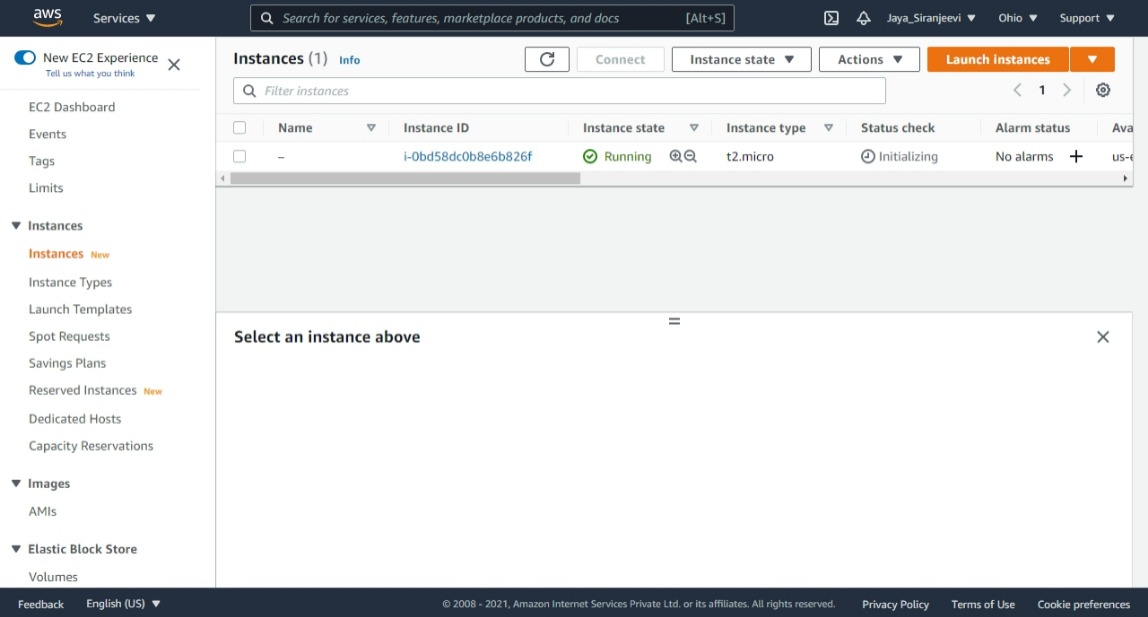 aws Services Search for services, features, marketplace products, and docs [Alt+S] Jaya_Siranjeevi Ohio Support
New EC2 Experience
Tell us what you think
EC2 Dashboard
Events
Tags
Limits
Instances
Instances New
Instance Types
Launch Templates
Spot Requests
Savings Plans
Reserved Instances New
Dedicated Hosts
Capacity Reservations
Images
AMIs
Elastic Block Store
Volumes
Instances (1) Info Connect Instance state Actions Launch instances
Filter instances 1
Name Instance ID Instance state Instance type Status check Alarm status Ava
– i-0bd58dc0b8e6b826f Running t2.micro Initializing No alarms + us-e
Select an instance above
Feedback English (US) © 2008 - 2021, Amazon Internet Services Private Ltd. or its affiliates. All rights reserved. Privacy Policy Terms of Use Cookie preferences